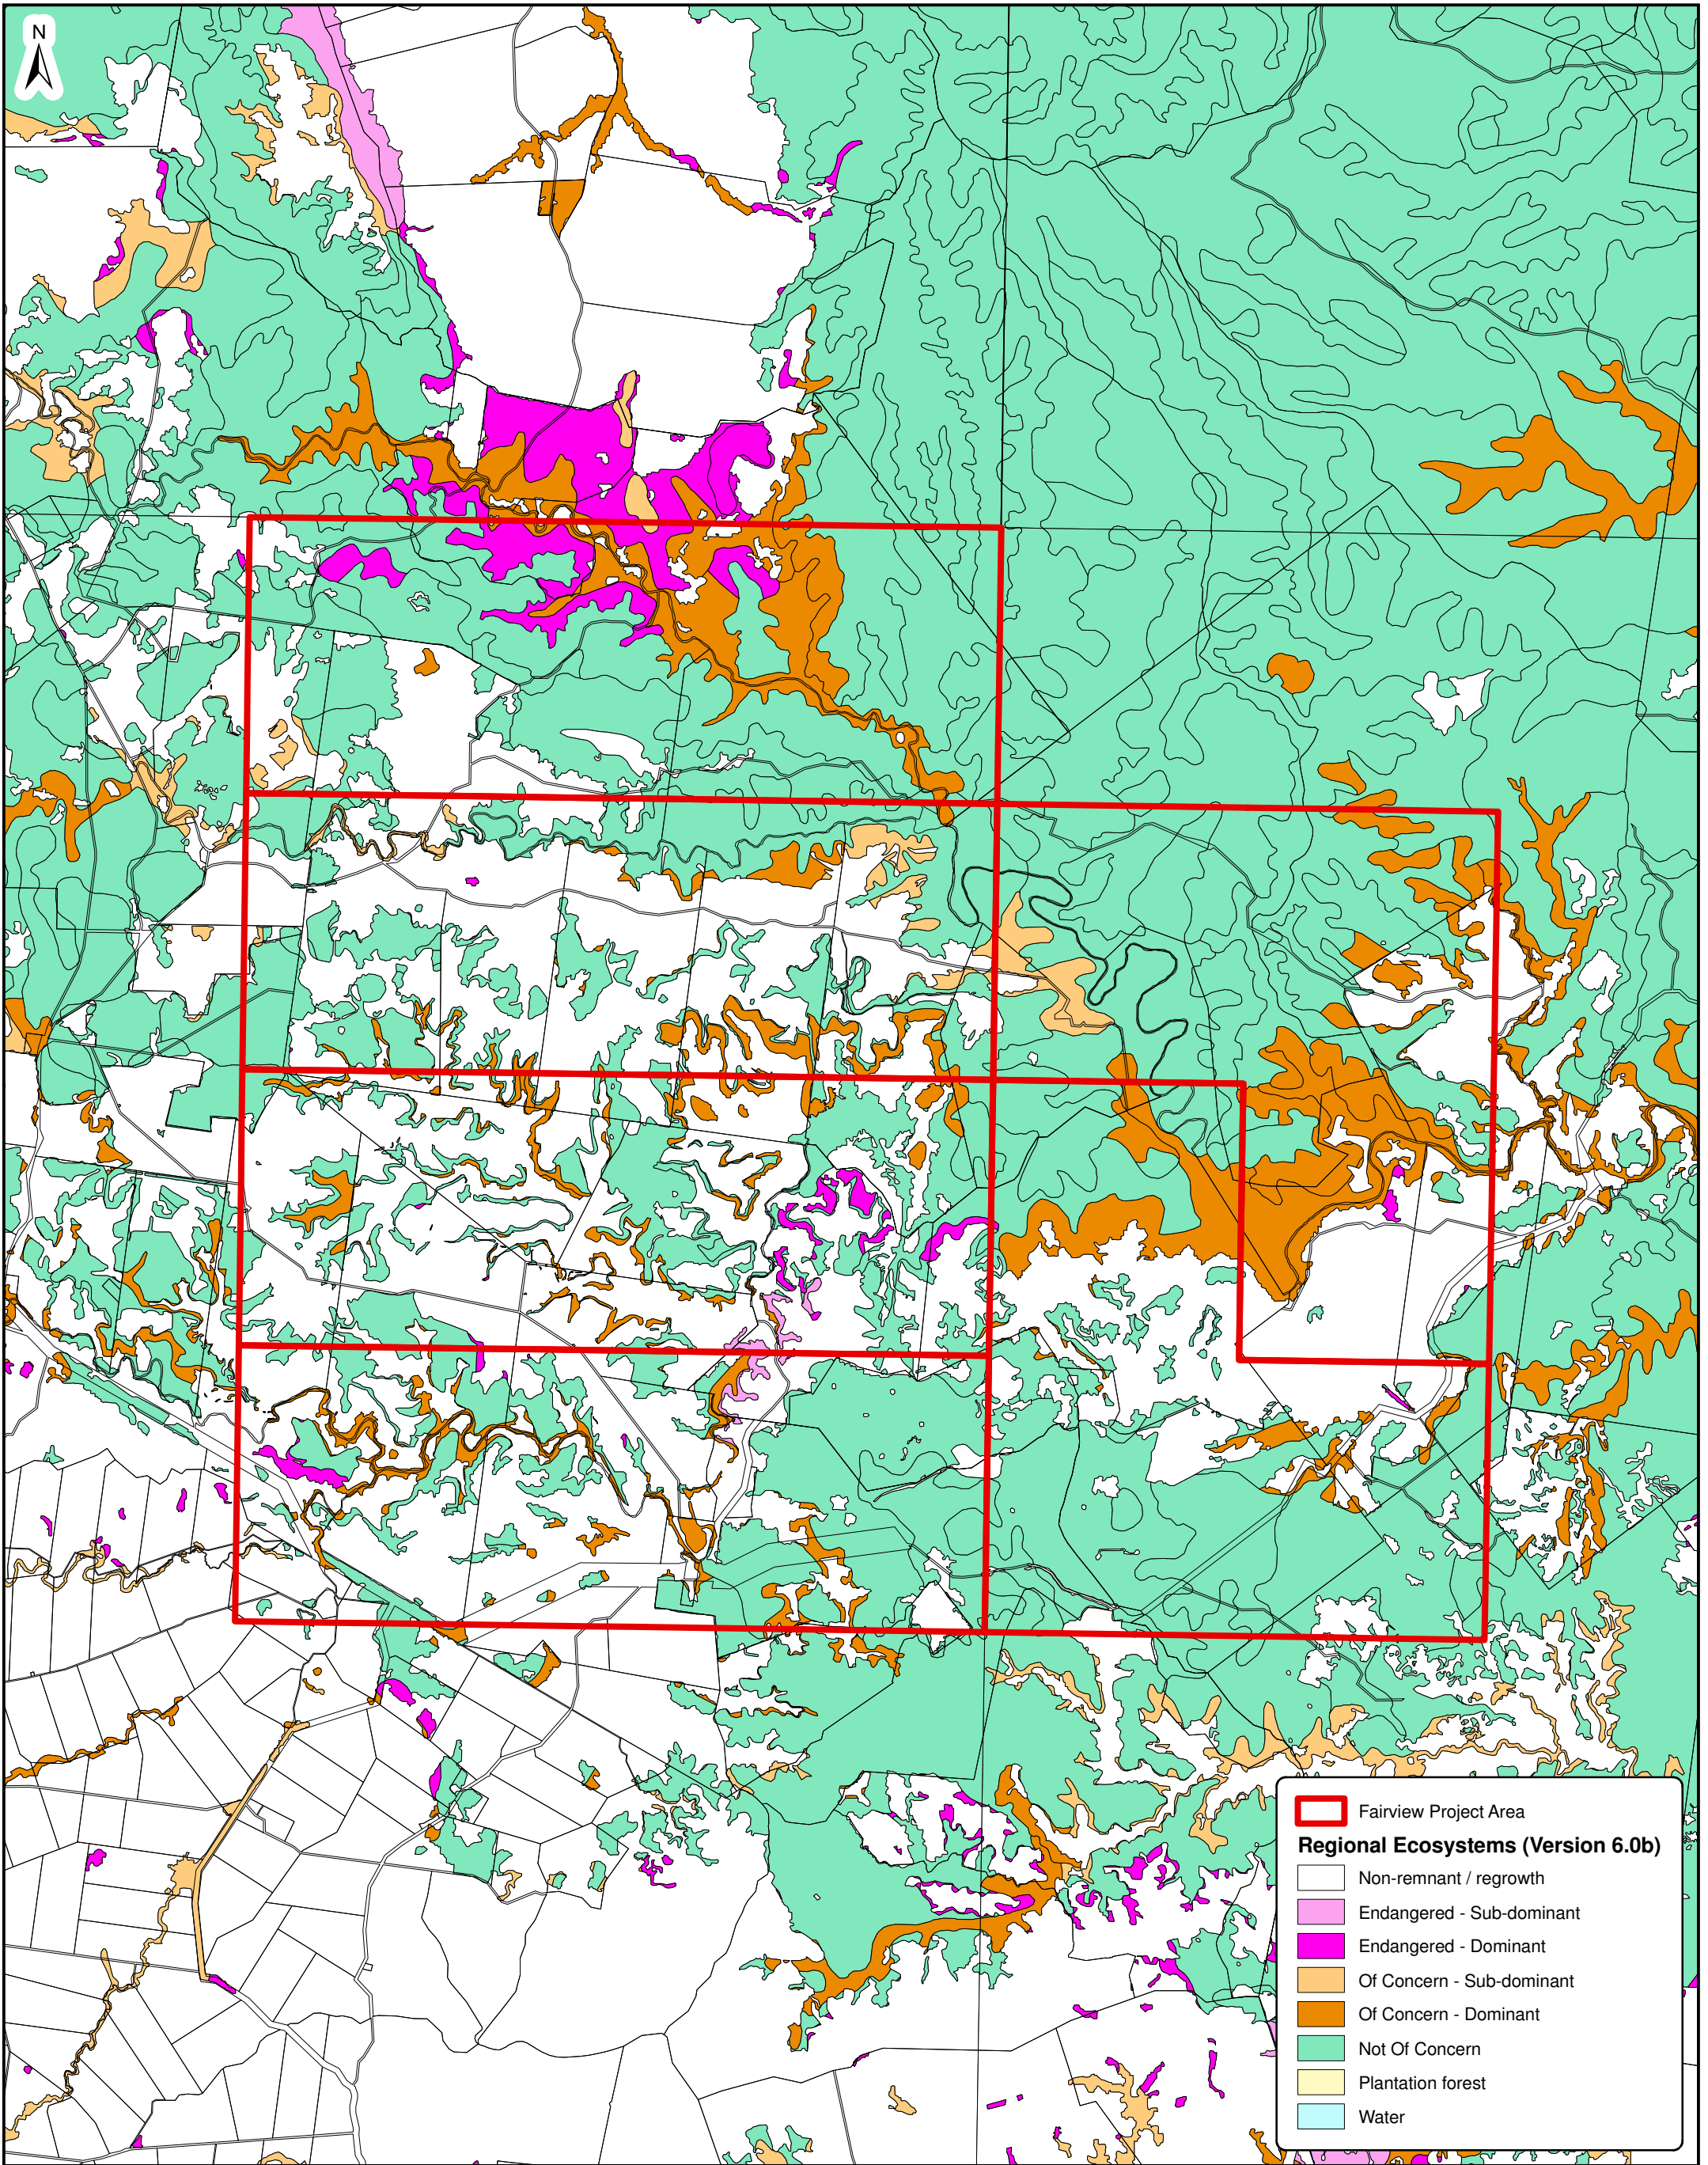 N
Fairview Project Area
Regional Ecosystems (Version 6.0b)
Non-remnant / regrowth
Endangered - Sub-dominant
Endangered - Dominant
Of Concern - Sub-dominant
Of Concern - Dominant
Not Of Concern
Plantation forest
Water